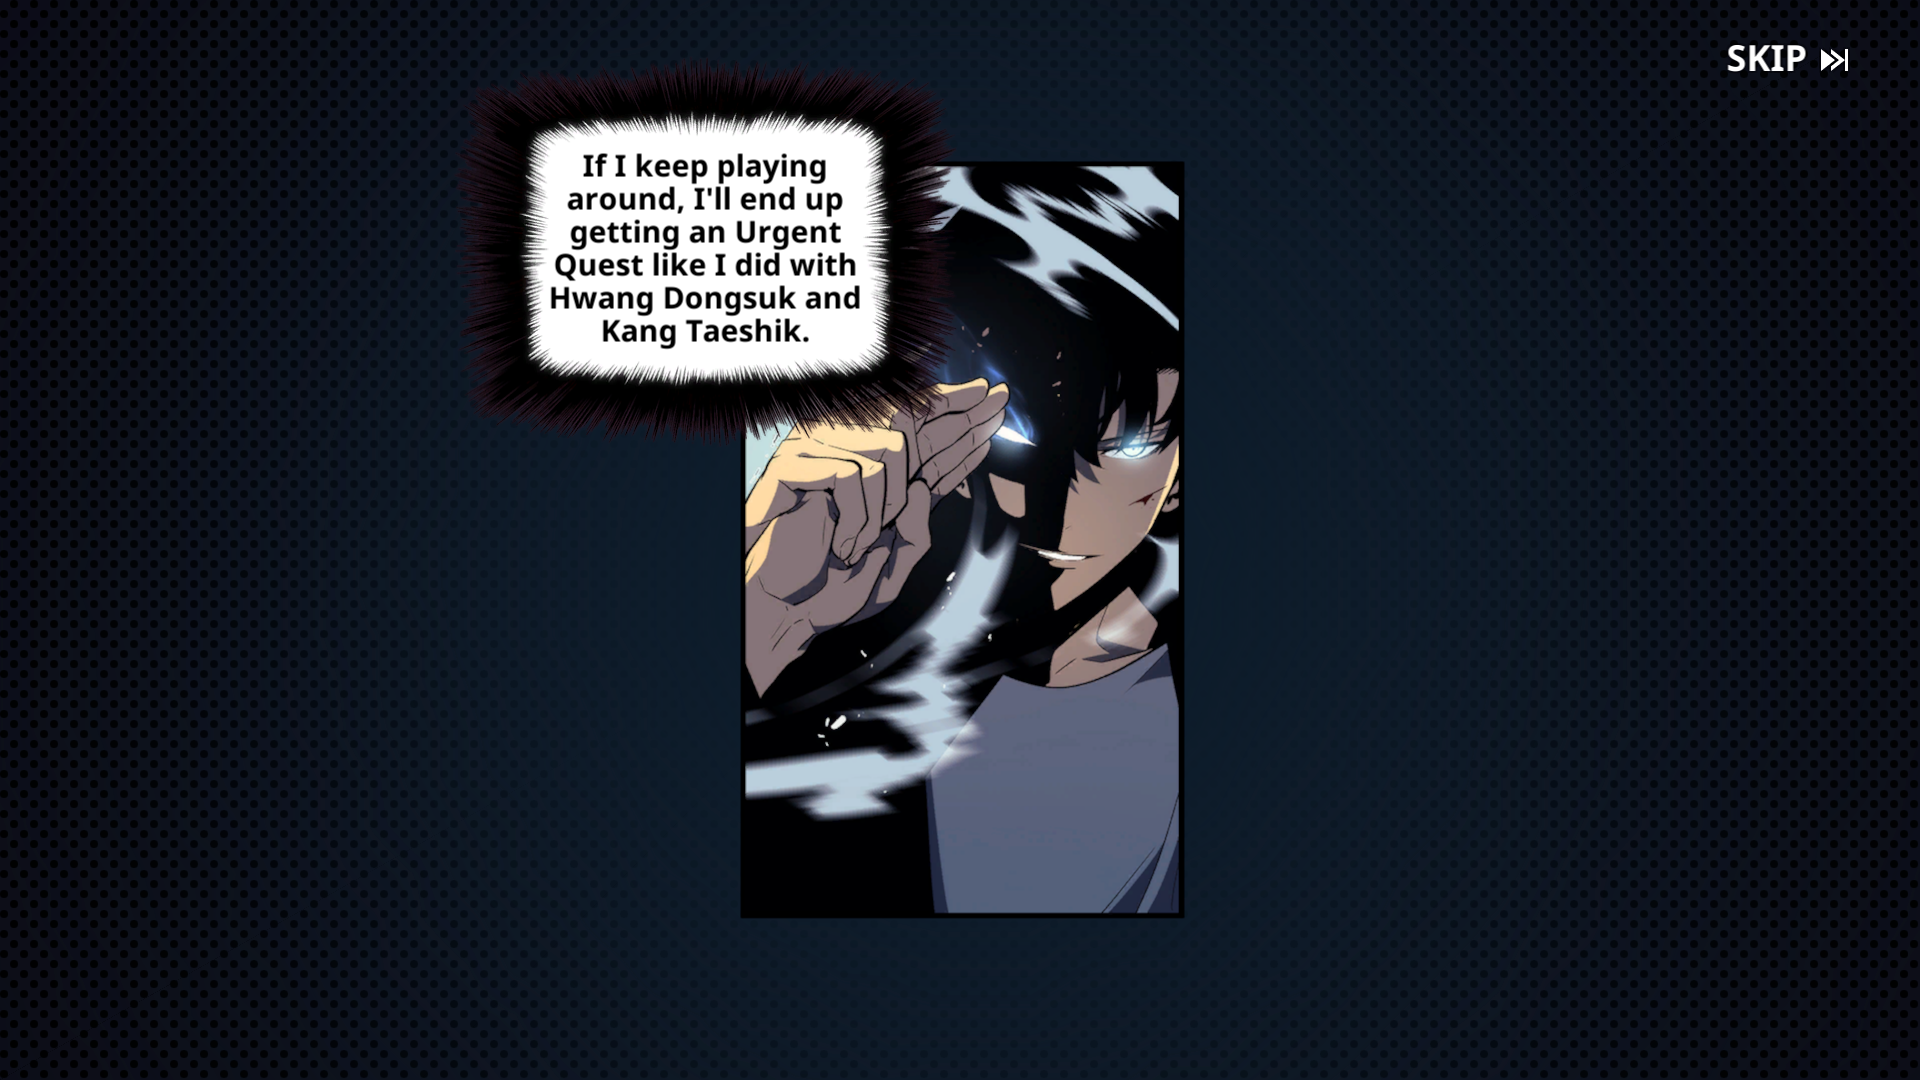 SKIP
If I keep playing
around, I'll end up
getting an Urgent
Quest like I did with
Hwang Dongsuk and
Kang Taeshik.